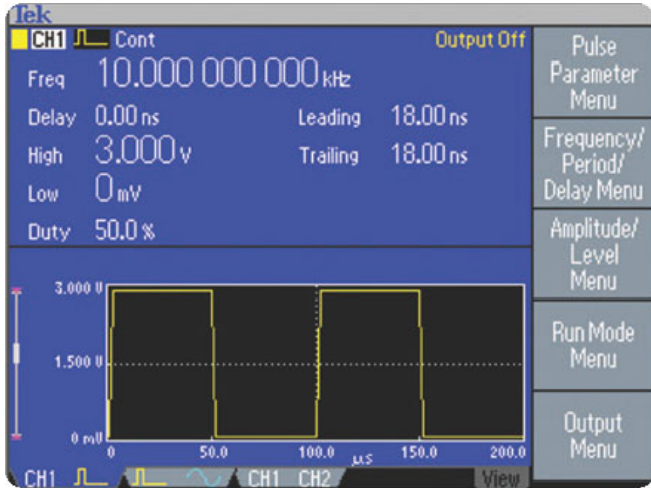 Tek
CH1 Cont Output Off
Freq 10.000 000 000 kHz
Delay 0.00 ns Leading 18.00 ns
High 3.000 V Trailing 18.00 ns
Low 0 mV
Duty 50.0 %
3.000 V
1.500 V
0 mV
0 50.0 100.0 µs 150.0 200.0
CH1 CH1 CH2 View
Pulse
Parameter
Menu
Frequency/
Period/
Delay Menu
Amplitude/
Level
Menu
Run Mode
Menu
Output
Menu